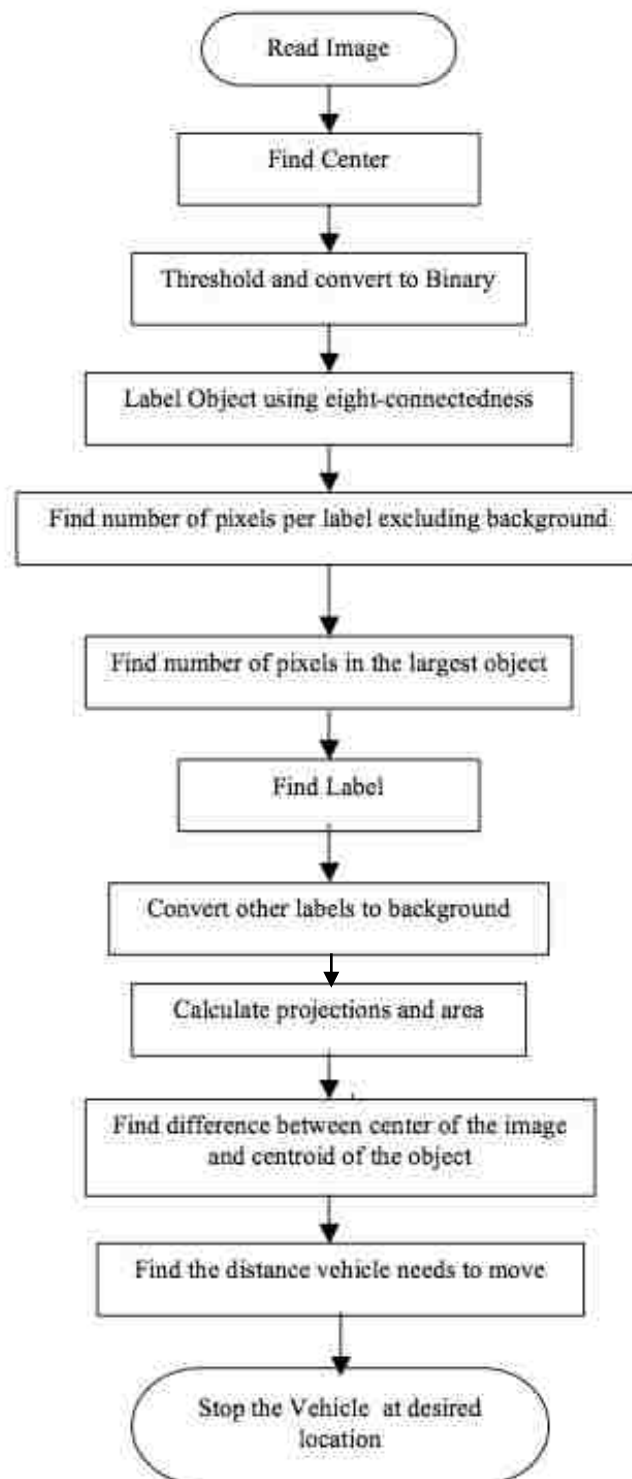 Read Image
Find Center
Threshold and convert to Binary
Label Object using eight-connectedness
Find number of pixels per label excluding background
Find number of pixels in the largest object
Find Label
Convert other labels to background
Calculate projections and area
Find difference between center of the image
and centroid of the object
Find the distance vehicle needs to move
Stop the Vehicle at desired
location